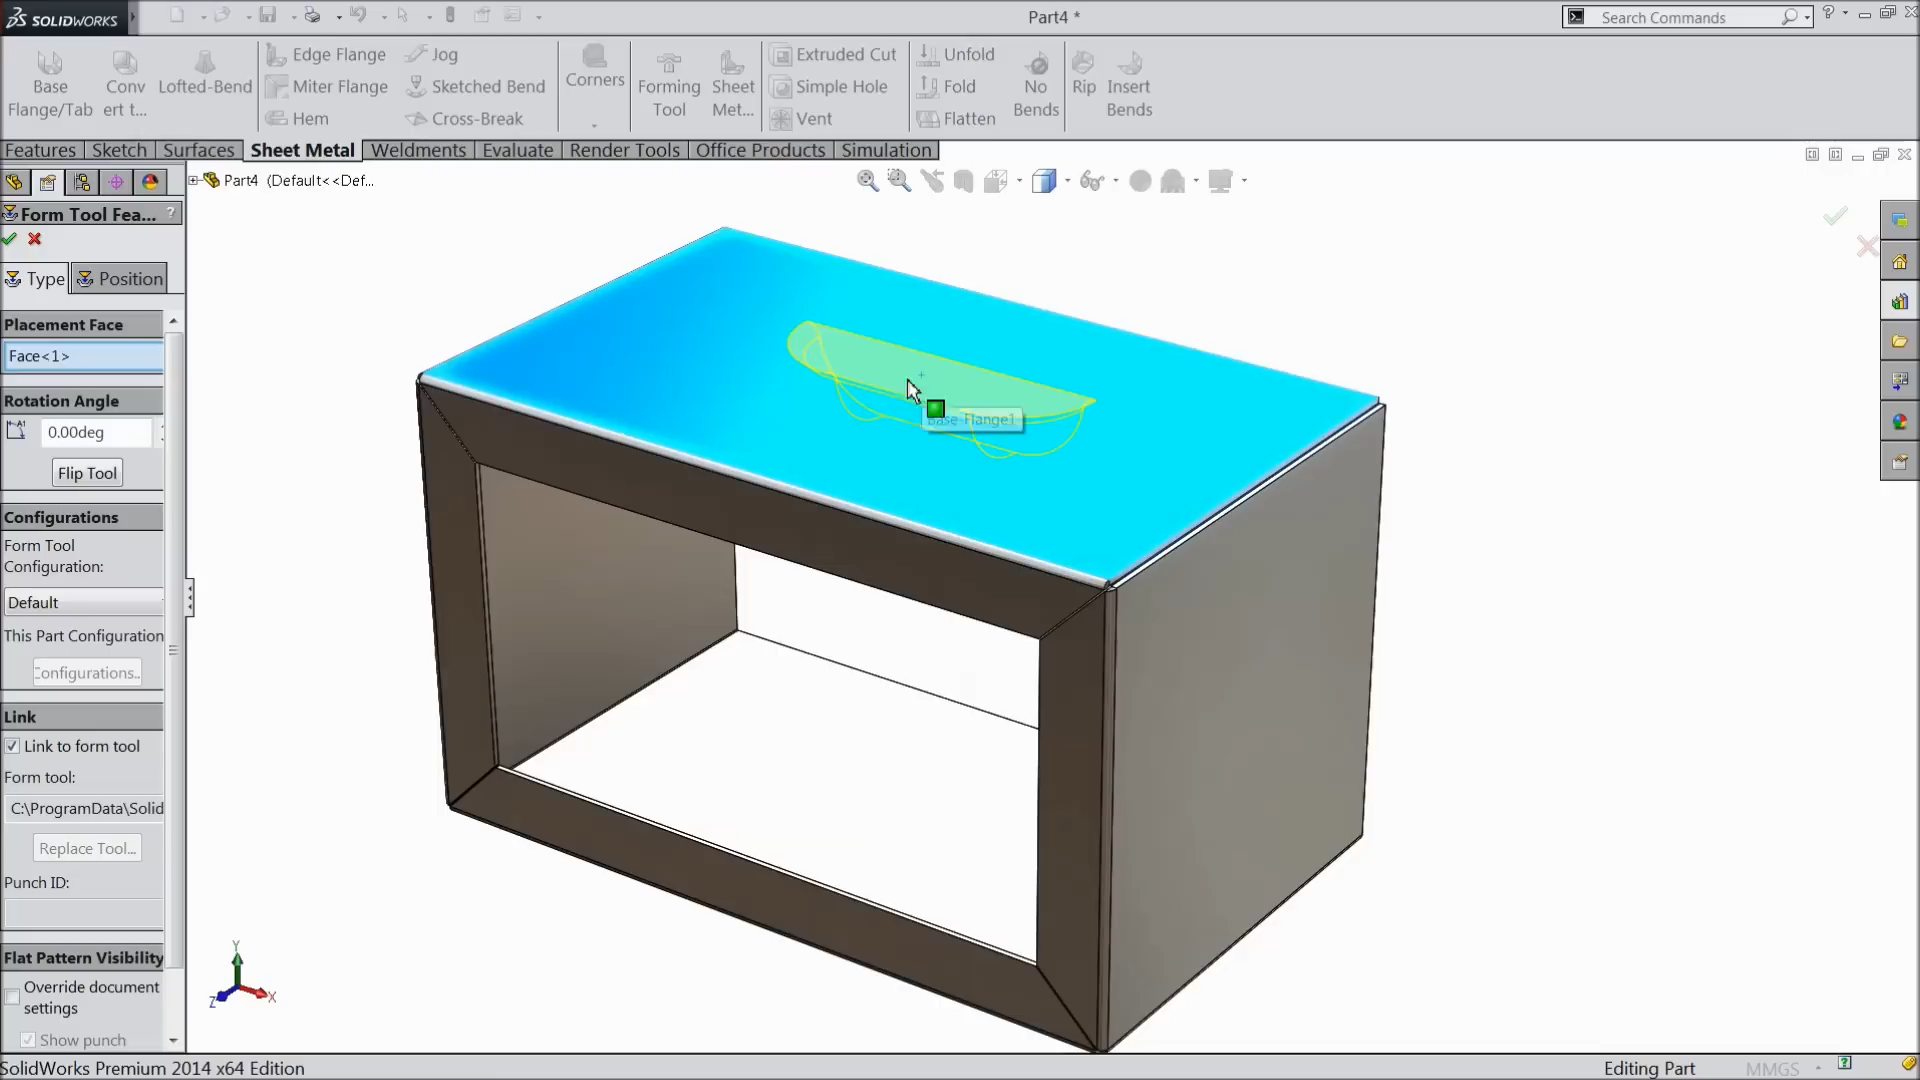 SOLIDWORKS
Part4 *
Search Commands
Base Flange/Tab
Conv ert t...
Lofted-Bend
Edge Flange
Miter Flange
Hem
Jog
Sketched Bend
Cross-Break
Corners
Forming Tool
Sheet Met...
Extruded Cut
Simple Hole
Vent
Unfold
Fold
Flatten
No Bends
Rip
Insert Bends
Features
Sketch
Surfaces
Sheet Metal
Weldments
Evaluate
Render Tools
Office Products
Simulation
Part4 (Default<<Def...
Form Tool Fea...
?
Type
Position
Placement Face
Face<1>
Rotation Angle
0.00deg
Flip Tool
Configurations
Form Tool
Configuration:
Default
This Part Configuration
Configurations..
Link
Link to form tool
Form tool:
C:\ProgramData\Solid
Replace Tool...
Punch ID:
Flat Pattern Visibility
Override document
settings
Show punch
Base-Flange1
Y
Z
X
SolidWorks Premium 2014 x64 Edition
Editing Part
MMGS